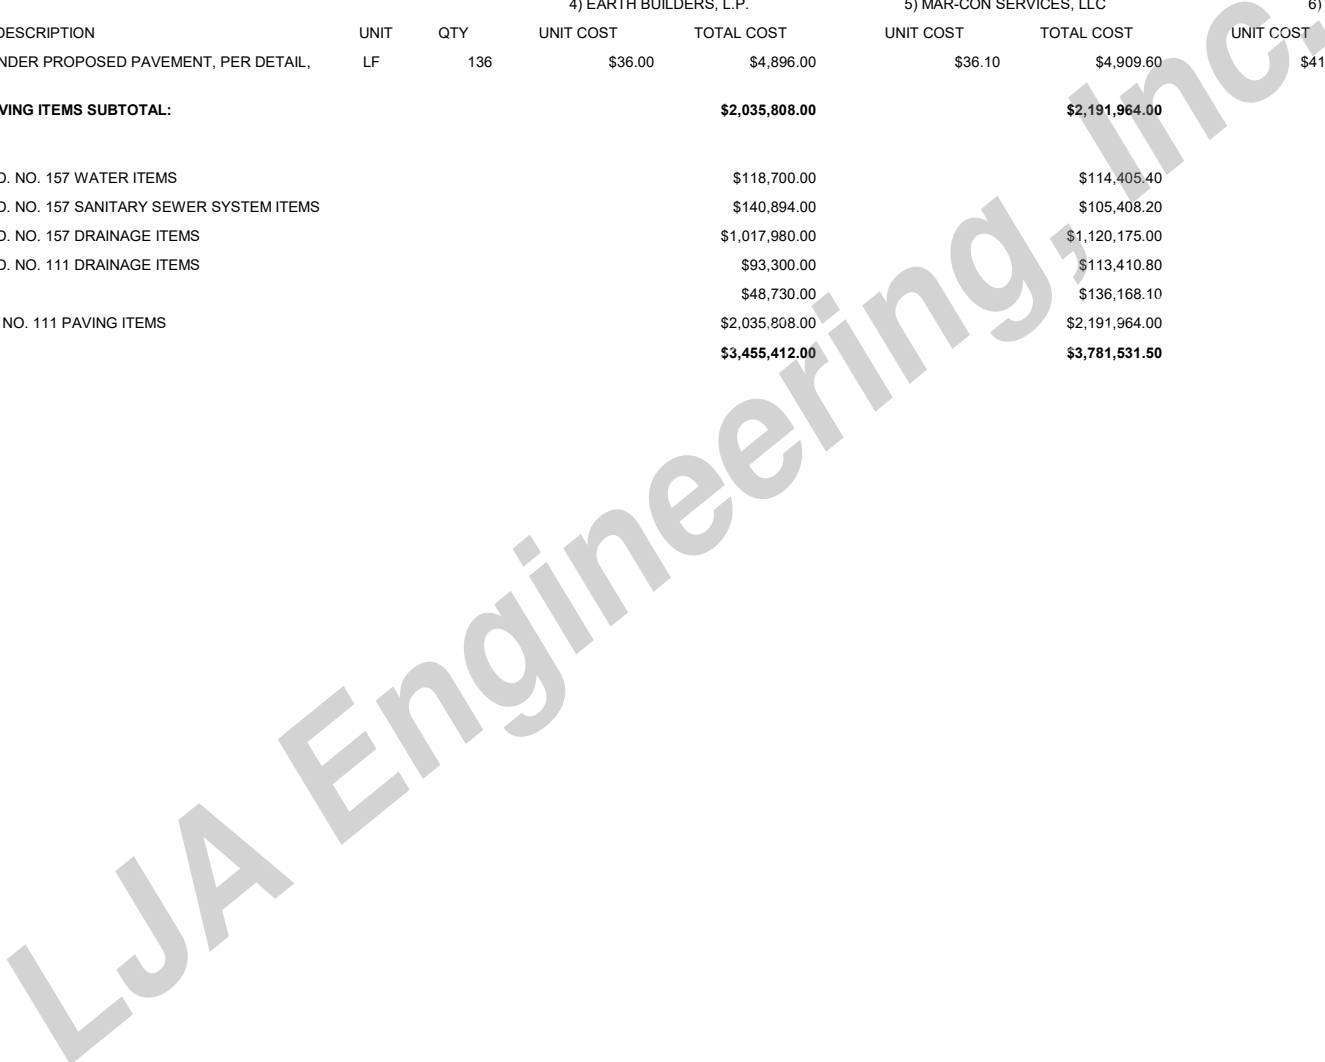 4) EARTH BUILDERS, L.P. 5) MAR-CON SERVICES, LLC 6)
DESCRIPTION UNIT QTY UNIT COST TOTAL COST UNIT COST TOTAL COST UNIT COST
NDER PROPOSED PAVEMENT, PER DETAIL, LF 136 $36.00 $4,896.00 $36.10 $4,909.60 $41
VING ITEMS SUBTOTAL: $2,035,808.00 $2,191,964.00
D. NO. 157 WATER ITEMS $118,700.00 $114,405.40
D. NO. 157 SANITARY SEWER SYSTEM ITEMS $140,894.00 $105,408.20
D. NO. 157 DRAINAGE ITEMS $1,017,980.00 $1,120,175.00
D. NO. 111 DRAINAGE ITEMS $93,300.00 $113,410.80
$48,730.00 $136,168.10
NO. 111 PAVING ITEMS $2,035,808.00 $2,191,964.00
$3,455,412.00 $3,781,531.50
LJA Engineering, Inc.